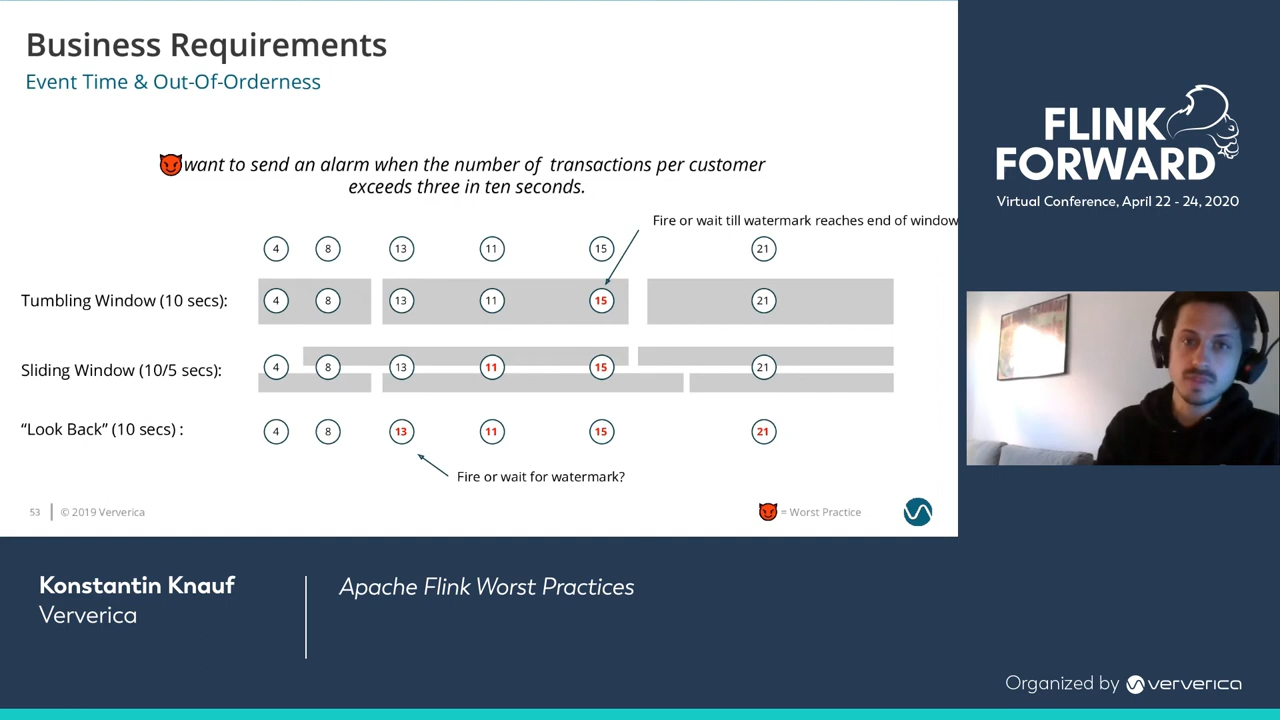 Business Requirements
Event Time & Out-Of-Orderness
want to send an alarm when the number of transactions per customer
exceeds three in ten seconds.
Fire or wait till watermark reaches end of window
4 8 13 11 15 21
Tumbling Window (10 secs): 4 8 13 11 15 21
Sliding Window (10/5 secs): 4 8 13 11 15 21
“Look Back” (10 secs) : 4 8 13 11 15 21
Fire or wait for watermark?
53 © 2019 Ververica
= Worst Practice
FLINK
FORWARD
Virtual Conference, April 22 - 24, 2020
Konstantin Knauf
Ververica
Apache Flink Worst Practices
Organized by ververica